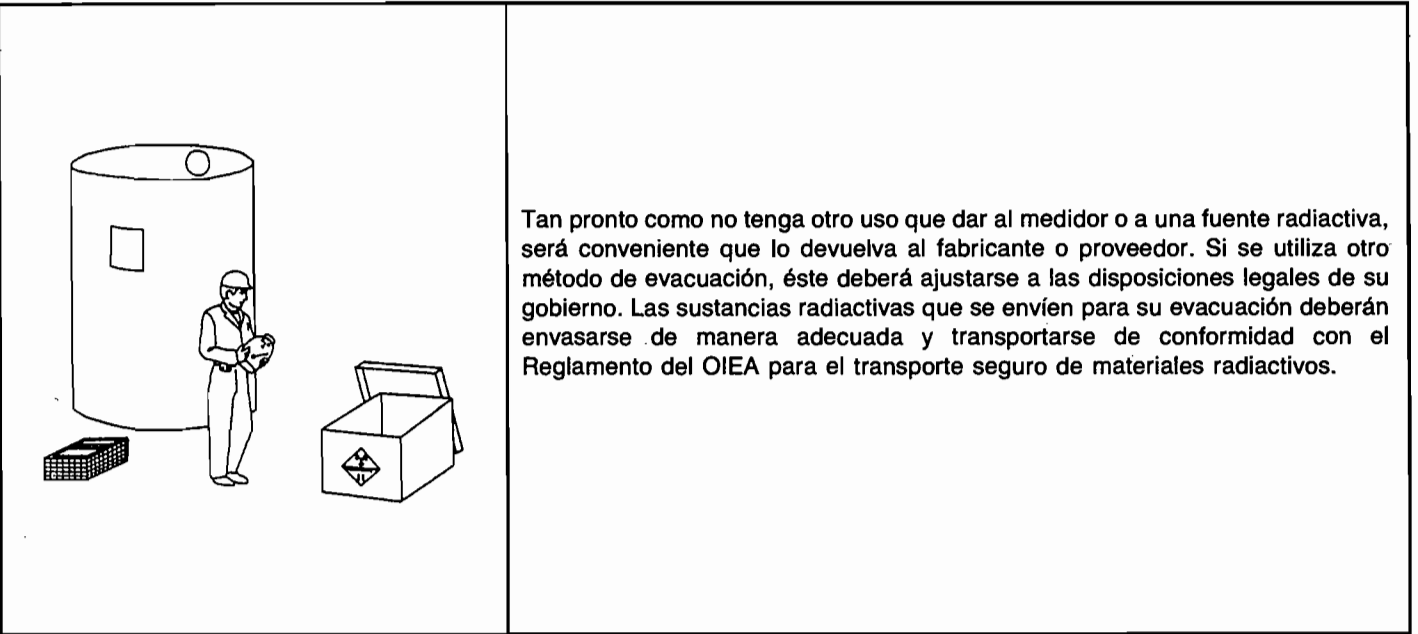 Tan pronto como no tenga otro uso que dar al medidor o a una fuente radiactiva,
será conveniente que lo devuelva al fabricante o proveedor. Si se utiliza otro
método de evacuación, éste deberá ajustarse a las disposiciones legales de su
gobierno. Las sustancias radiactivas que se envíen para su evacuación deberán
envasarse de manera adecuada y transportarse de conformidad con el
Reglamento del OIEA para el transporte seguro de materiales radiactivos.